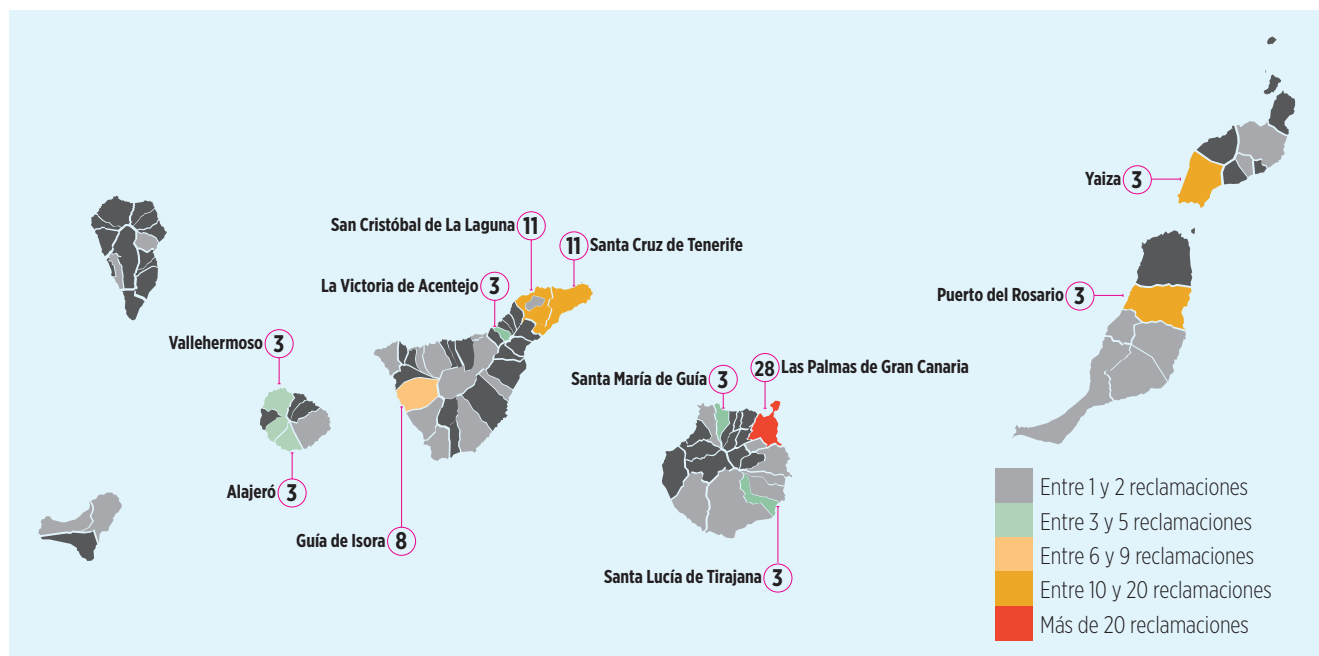 Yaiza 3
San Cristóbal de La Laguna 11
11 Santa Cruz de Tenerife
La Victoria de Acentejo 3
Puerto del Rosario 3
Vallehermoso 3
Santa María de Guía 3
28 Las Palmas de Gran Canaria
Alajeró 3
Guía de Isora 8
Santa Lucía de Tirajana 3
Entre 1 y 2 reclamaciones
Entre 3 y 5 reclamaciones
Entre 6 y 9 reclamaciones
Entre 10 y 20 reclamaciones
Más de 20 reclamaciones